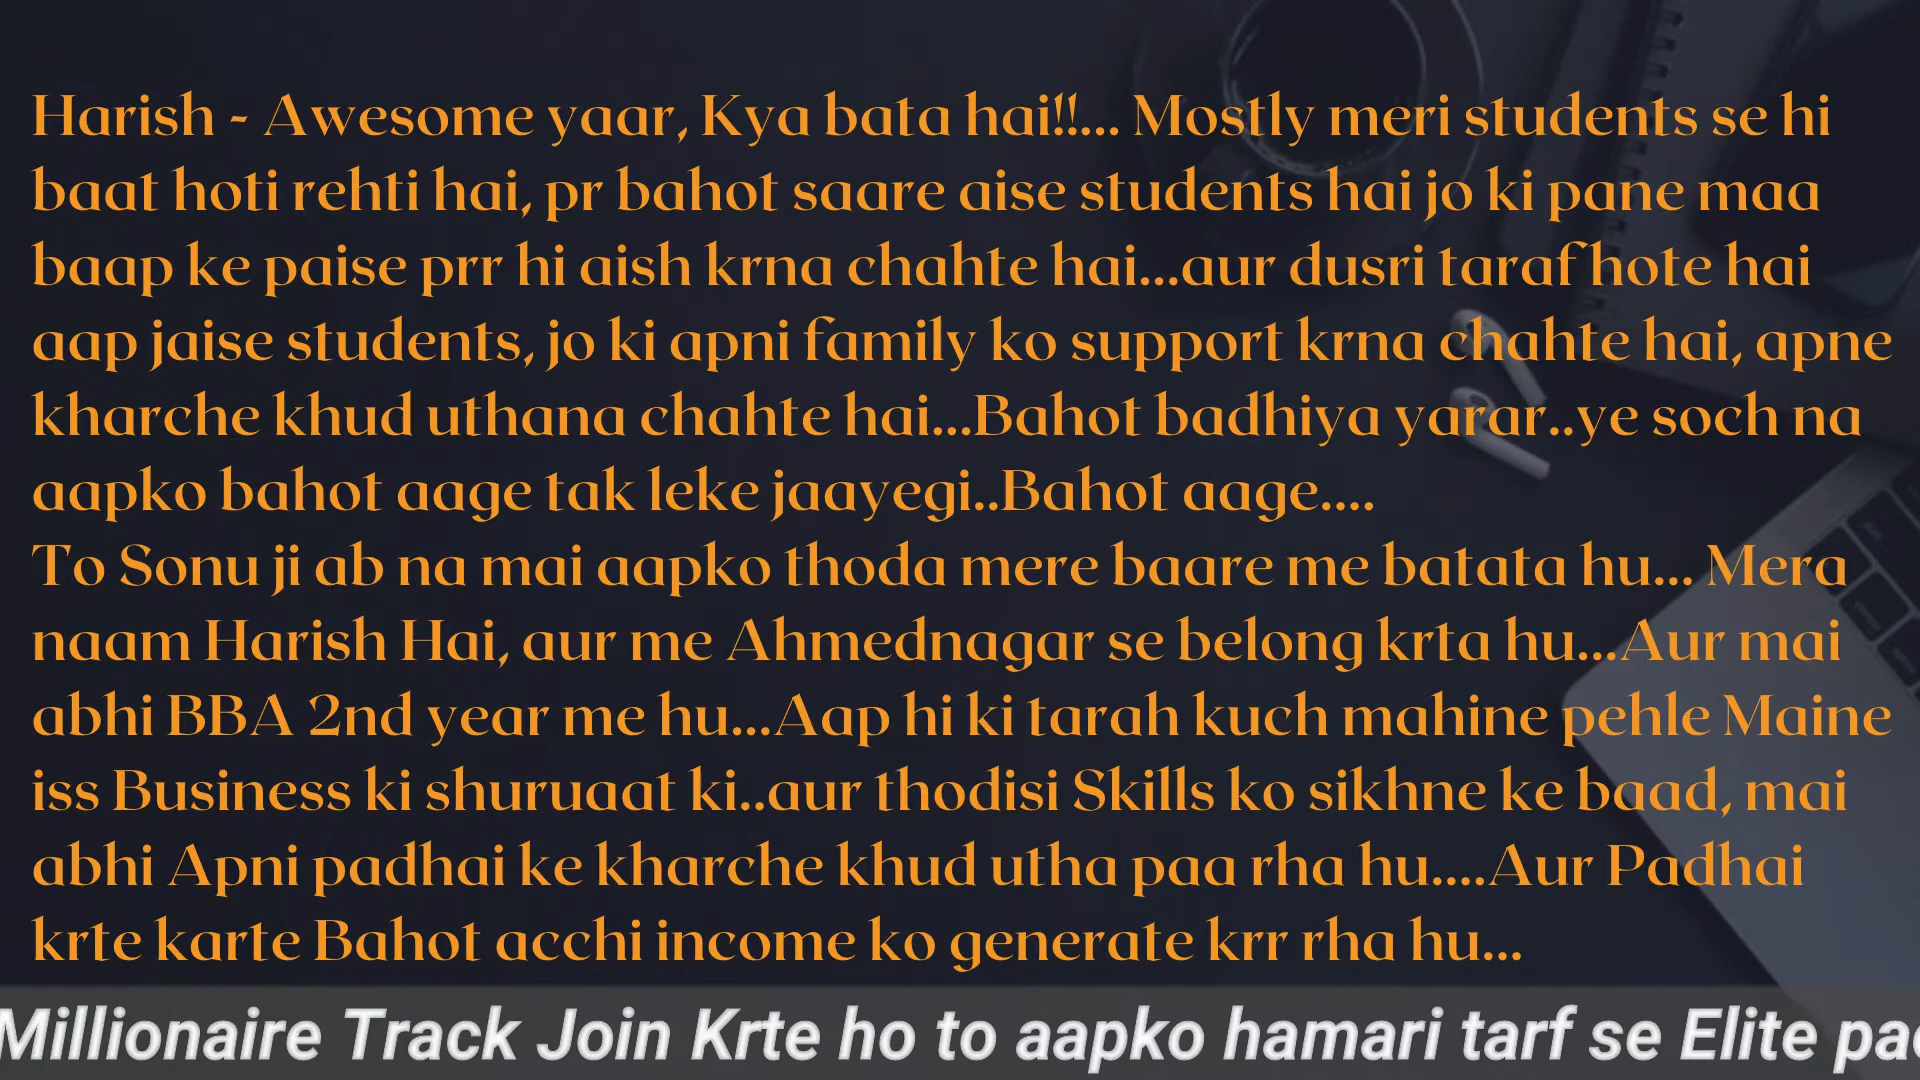 Harish - Awesome yaar, Kya bata hai!!... Mostly meri students se hi
baat hoti rehti hai, pr bahot saare aise students hai jo ki pane maa
baap ke paise prr hi aish krna chahte hai...aur dusri taraf hote hai
aap jaise students, jo ki apni family ko support krna chahte hai, apne
kharche khud uthana chahte hai...Bahot badhiya yarar..ye soch na
aapko bahot aage tak leke jaayegi..Bahot aage....
To Sonu ji ab na mai aapko thoda mere baare me batata hu... Mera
naam Harish Hai, aur me Ahmednagar se belong krta hu...Aur mai
abhi BBA 2nd year me hu...Aap hi ki tarah kuch mahine pehle Maine
iss Business ki shuruaat ki..aur thodisi Skills ko sikhne ke baad, mai
abhi Apni padhai ke kharche khud utha paa rha hu....Aur Padhai
krte karte Bahot acchi income ko generate krr rha hu...
Millionaire Track Join Krte ho to aapko hamari tarf se Elite